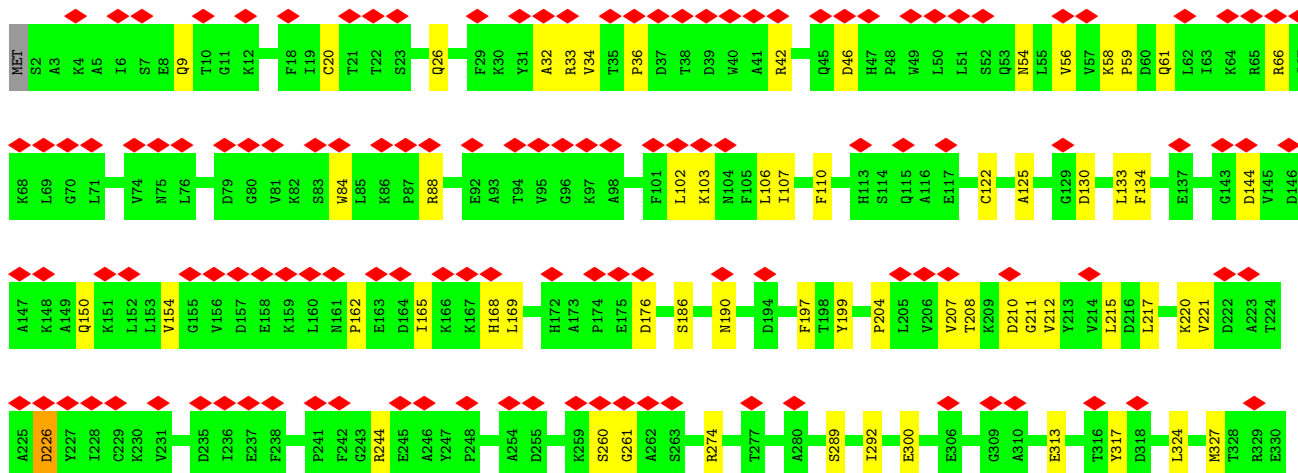 MET S2 A3 K4 A5 I6 S7 E8 Q9 T10 G11 K12 F18 I19 C20 T21 T22 S23 Q26 F29 K30 Y31 A32 R33 V34 T35 P36 D37 T38 D39 W40 A41 R42 Q45 D46 H47 P48 W49 L50 L51 S52 Q53 N54 L55 V56 V57 K58 P59 D60 Q61 L62 I63 K64 R65 R66
K68 L69 G70 L71 V74 N75 L76 D79 G80 V81 K82 S83 W84 L85 K86 P87 R88 E92 A93 T94 V95 G96 K97 A98 F101 L102 K103 N104 F105 L106 I107 F110 H113 S114 Q115 A116 E117 C122 A125 G129 D130 L133 F134 E137 G143 D144 V145 D146
A147 K148 A149 Q150 K151 L152 L153 V154 G155 V156 D157 E158 K159 L160 N161 P162 E163 D164 I165 K166 K167 H168 L169 H172 A173 P174 E175 D176 S186 N190 D194 F197 T198 Y199 P204 L205 V206 V207 T208 K209 D210 G211 V212 Y213 V214 L215 D216 L217 K220 V221 D222 A223 T224
A225 D226 Y227 I228 C229 K230 V231 D235 I236 E237 F238 P241 F242 G243 R244 E245 A246 Y247 P248 A254 D255 K259 S260 G261 A262 S263 R274 T277 A280 S289 I292 E300 E306 G309 A310 E313 T316 Y317 D318 L324 M327 T328 R329 E330